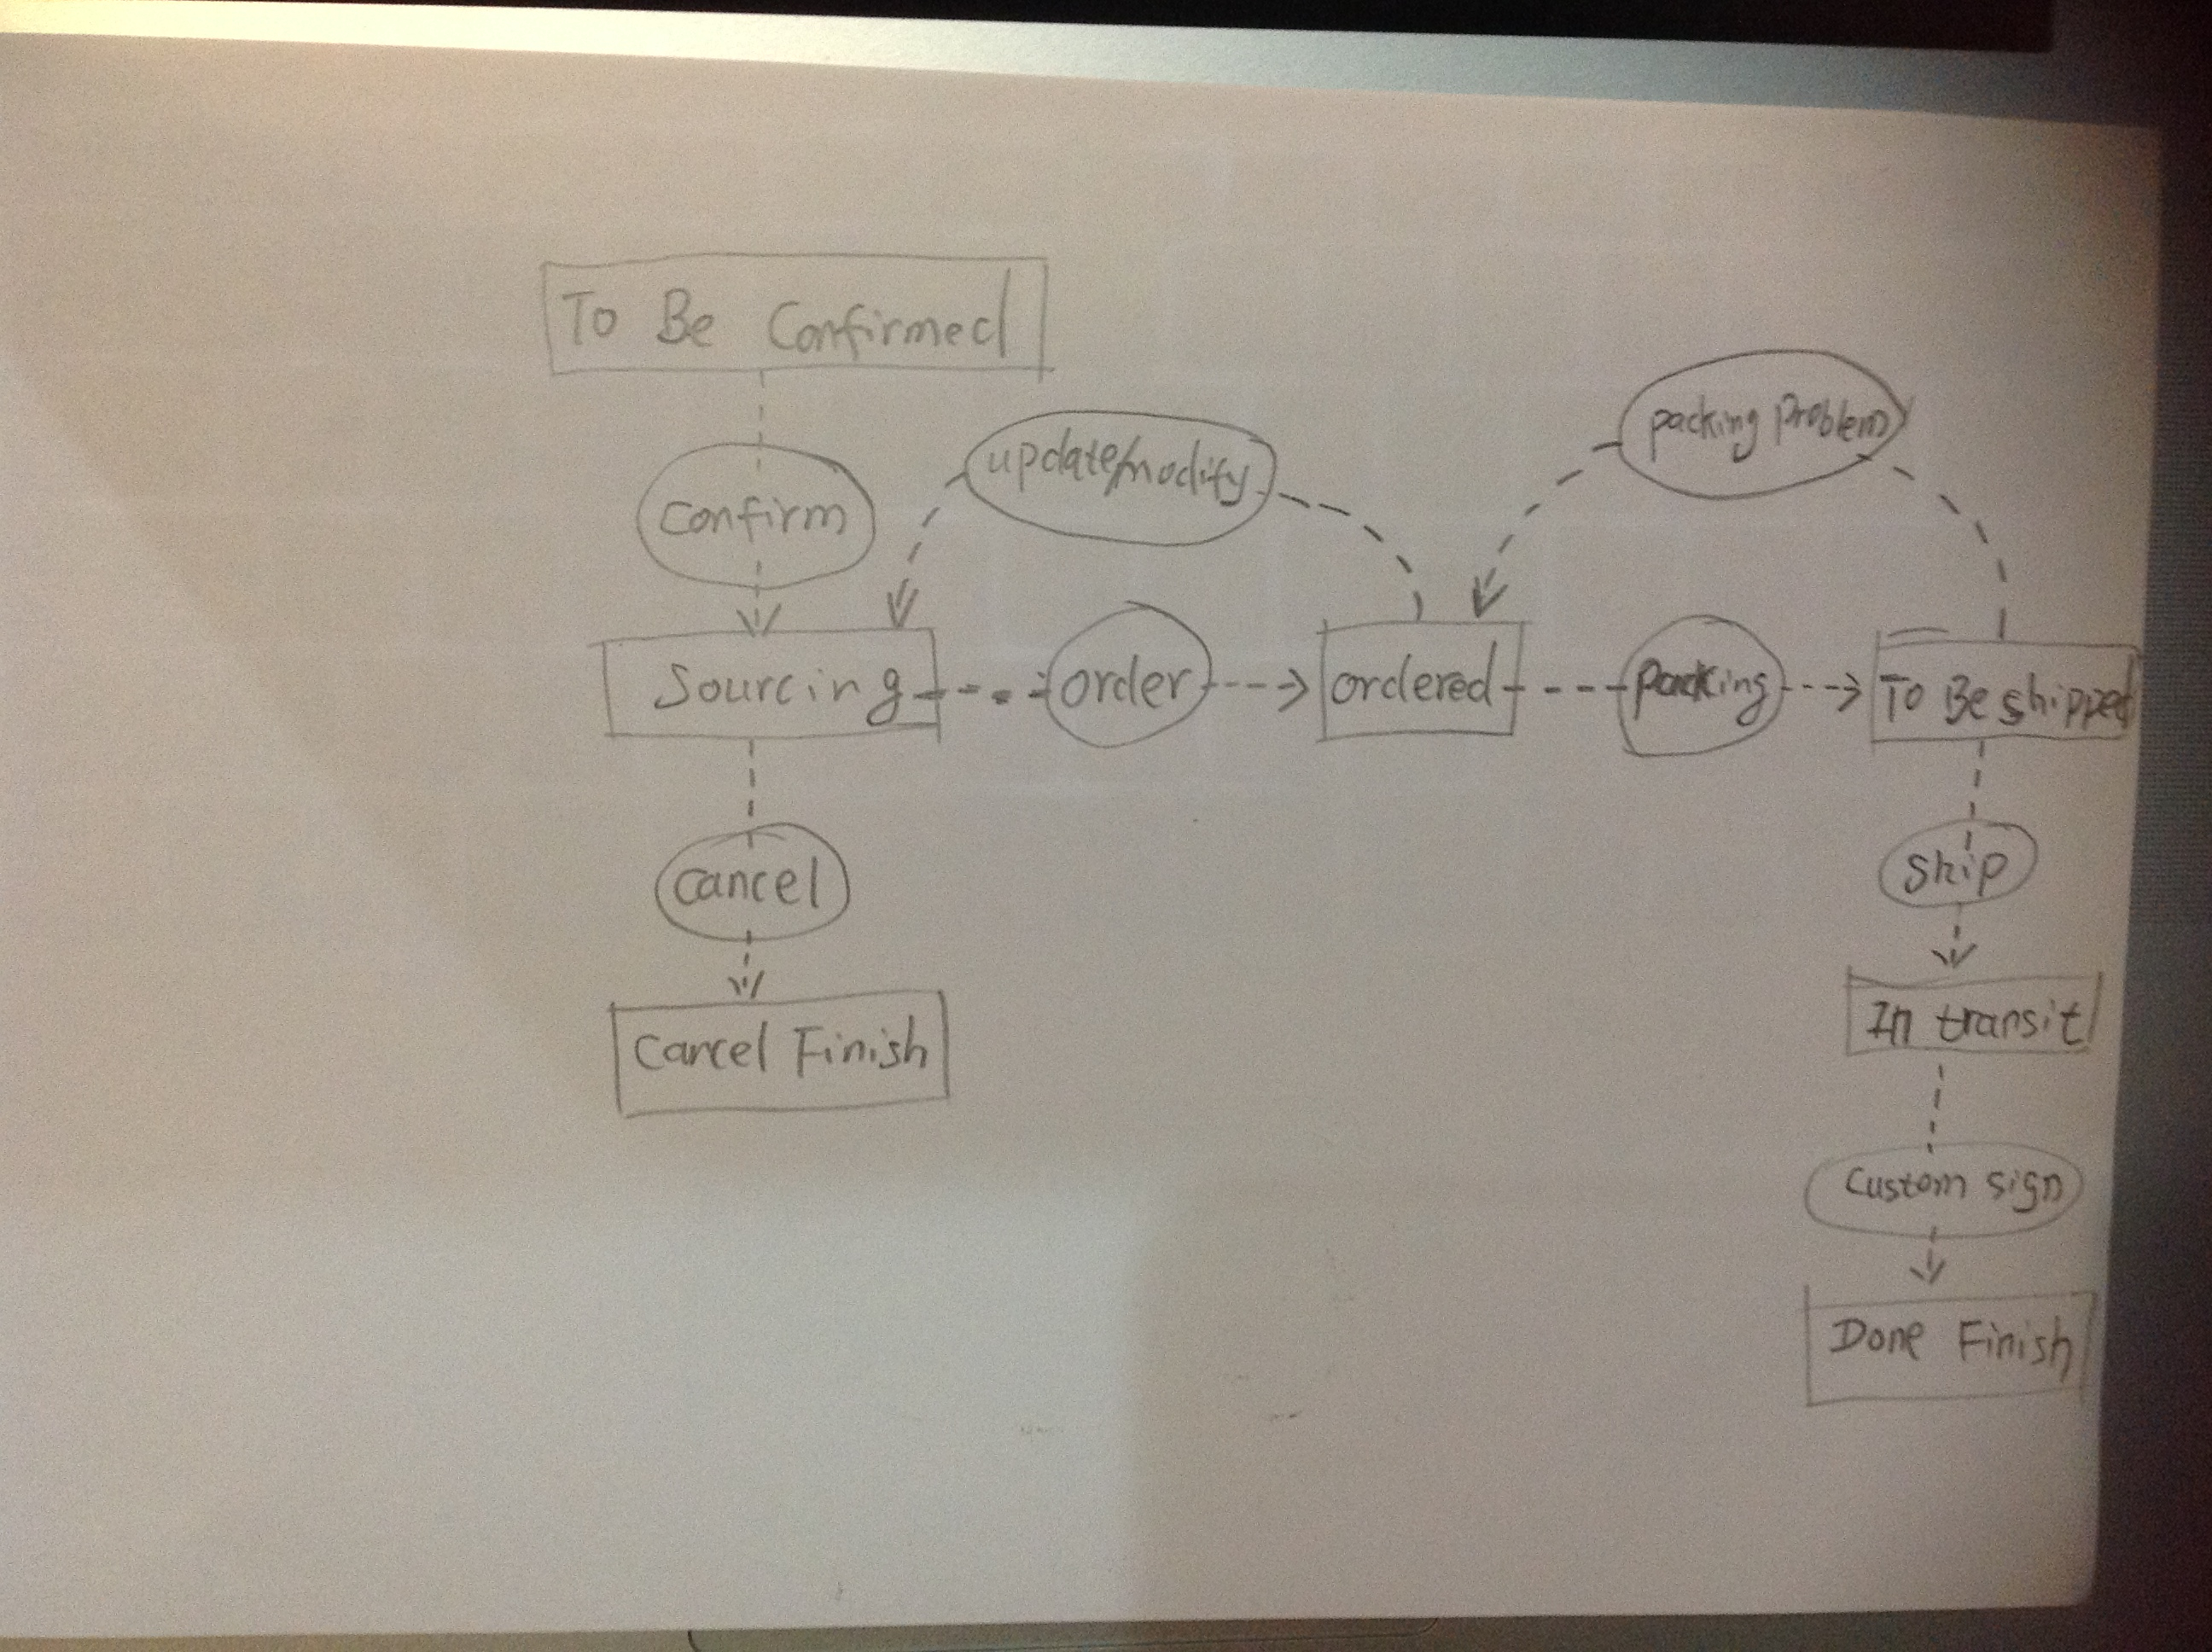 To Be Confirmed
packing problem
update/modify
confirm
Sourcing
order
ordered
packing
To Be shipped
cancel
ship
Cancel Finish
In transit
custom sign
Done Finish